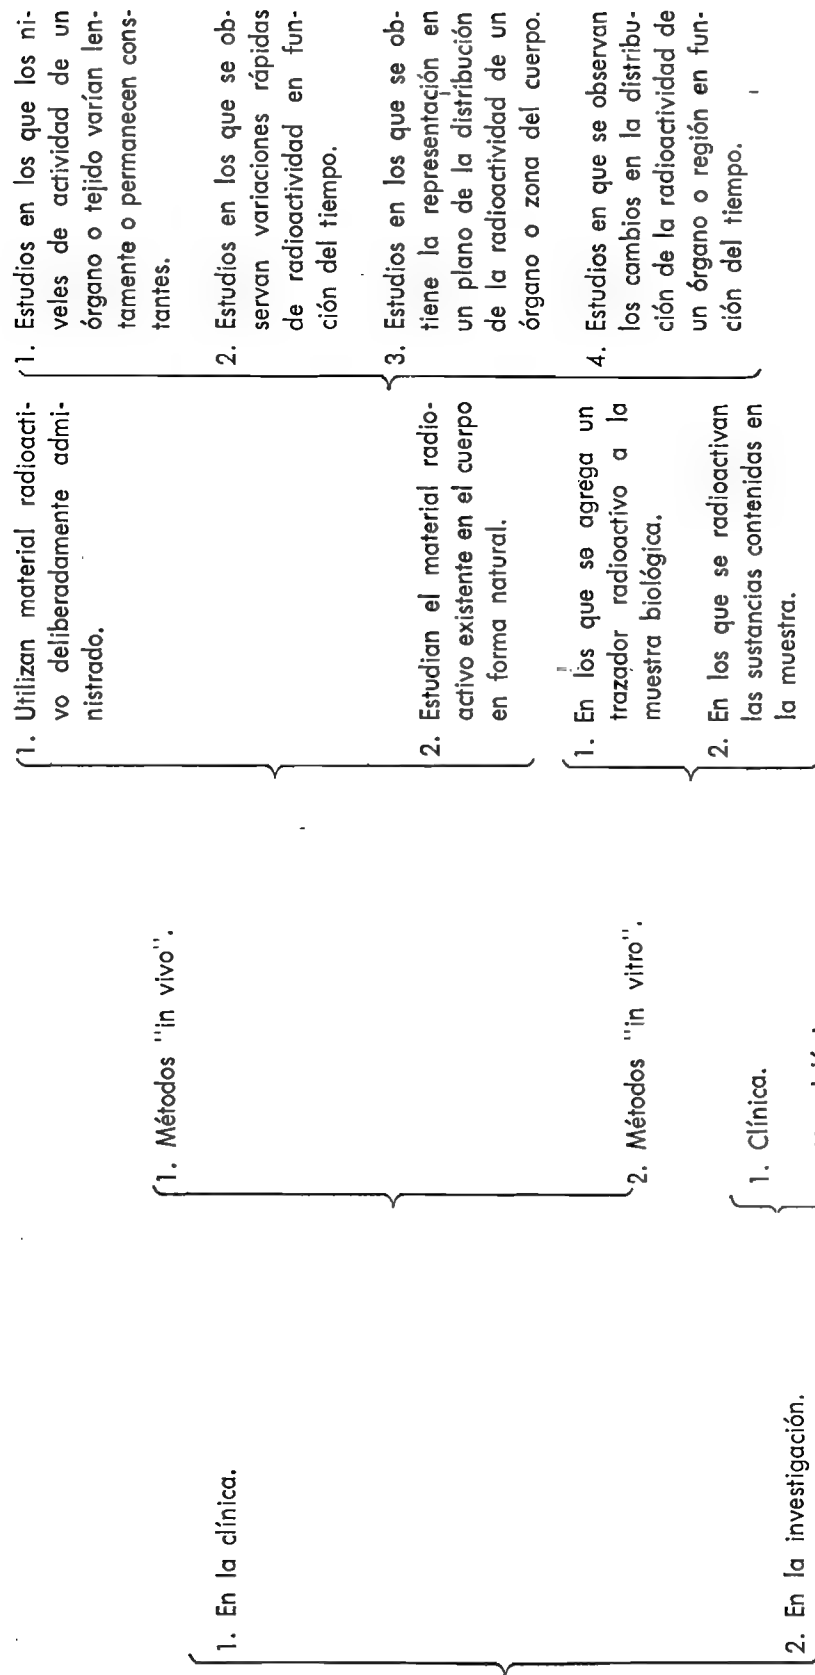 1. En la clínica.
2. En la investigación.
1. Métodos "in vivo".
2. Métodos "in vitro".
1. Clínica.
1. Utilizan material radioacti-
vo deliberadamente admi-
nistrado.
2. Estudian el material radio-
activo existente en el cuerpo
en forma natural.
1. En los que se agrega un
trazador radioactivo a la
muestra biológica.
2. En los que se radioactivan
las sustancias contenidas en
la muestra.
1. Estudios en los que los ni-
veles de actividad de un
órgano o tejido varían len-
tamente o permanecen cons-
tantes.
2. Estudios en los que se ob-
servan variaciones rápidas
de radioactividad en fun-
ción del tiempo.
3. Estudios en los que se ob-
tiene la representación en
un plano de la distribución
de la radioactividad de un
órgano o zona del cuerpo.
4. Estudios en que se observan
los cambios en la distribu-
ción de la radioactividad de
un órgano o región en fun-
ción del tiempo.